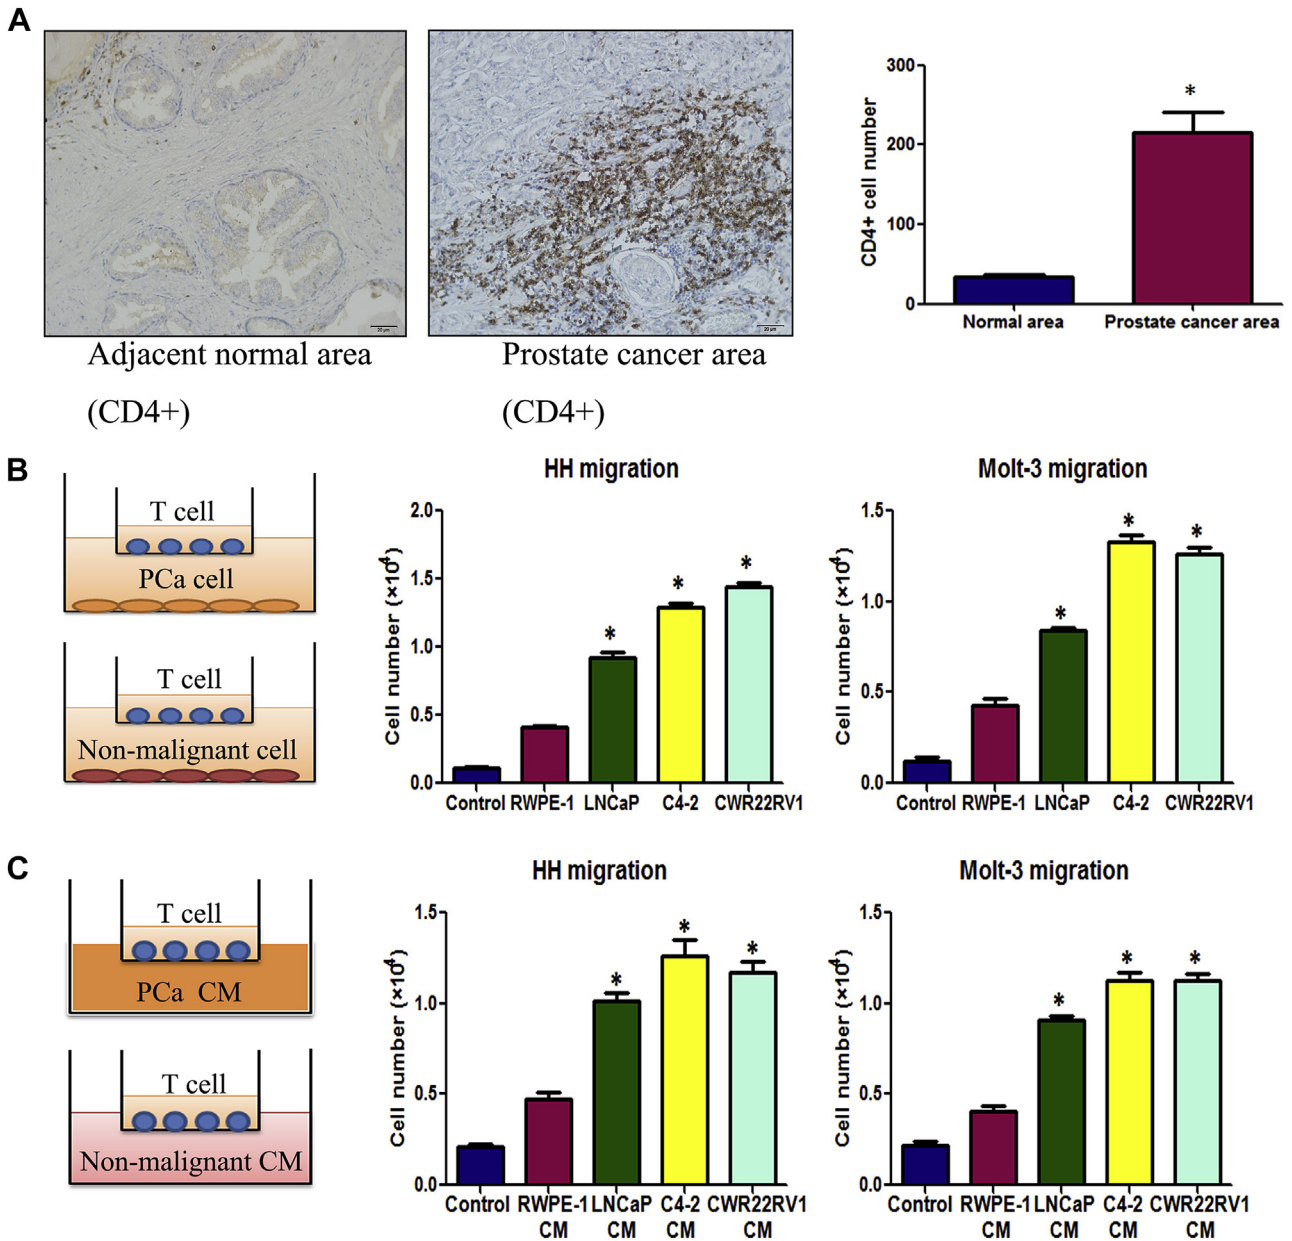 A
300
200
100
0
CD4+ cell number
*
Normal area
Prostate cancer area
20 µm
20 µm
Adjacent normal area
(CD4+)
Prostate cancer area
(CD4+)
B
T cell
PCa cell
T cell
Non-malignant cell
HH migration
2.0
1.5
1.0
0.5
0.0
Cell number (×10⁴)
* * *
Control RWPE-1 LNCaP C4-2 CWR22RV1
Molt-3 migration
1.5
1.0
0.5
0.0
Cell number (×10⁴)
* * *
Control RWPE-1 LNCaP C4-2 CWR22RV1
C
T cell
PCa CM
T cell
Non-malignant CM
HH migration
1.5
1.0
0.5
0.0
Cell number (×10⁴)
* * *
Control RWPE-1 LNCaP C4-2 CWR22RV1
CM CM CM CM
Molt-3 migration
1.5
1.0
0.5
0.0
Cell number (×10⁴)
* * *
Control RWPE-1 LNCaP C4-2 CWR22RV1
CM CM CM CM